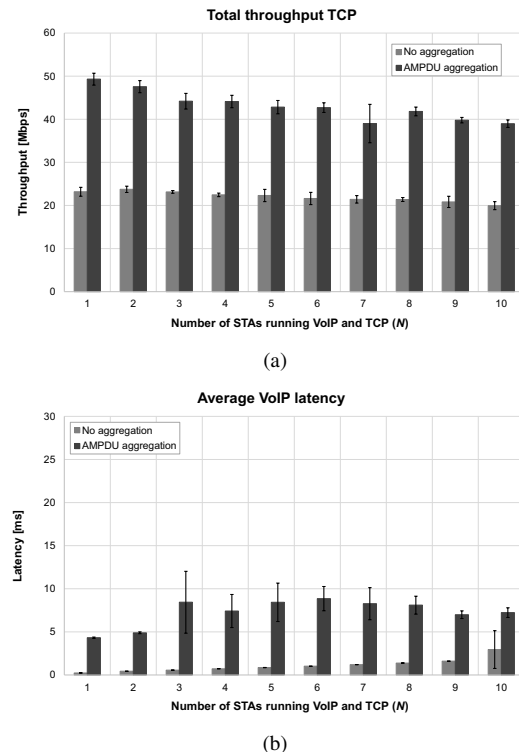 Total throughput TCP
60
50
40
30
20
10
0
Throughput [Mbps]
No aggregation
AMPDU aggregation
1 2 3 4 5 6 7 8 9 10
Number of STAs running VoIP and TCP (N)
(a)
Average VoIP latency
30
25
20
15
10
5
0
Latency [ms]
No aggregation
AMPDU aggregation
1 2 3 4 5 6 7 8 9 10
Number of STAs running VoIP and TCP (N)
(b)